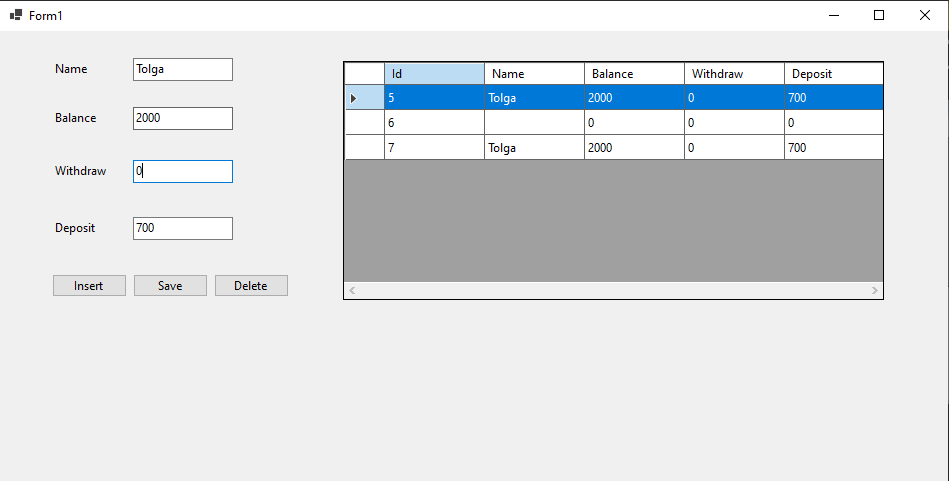 Form1
Name Tolga
Balance 2000
Withdraw 0
Deposit 700
Insert Save Delete
Id Name Balance Withdraw Deposit
5 Tolga 2000 0 700
6 0 0 0
7 Tolga 2000 0 700